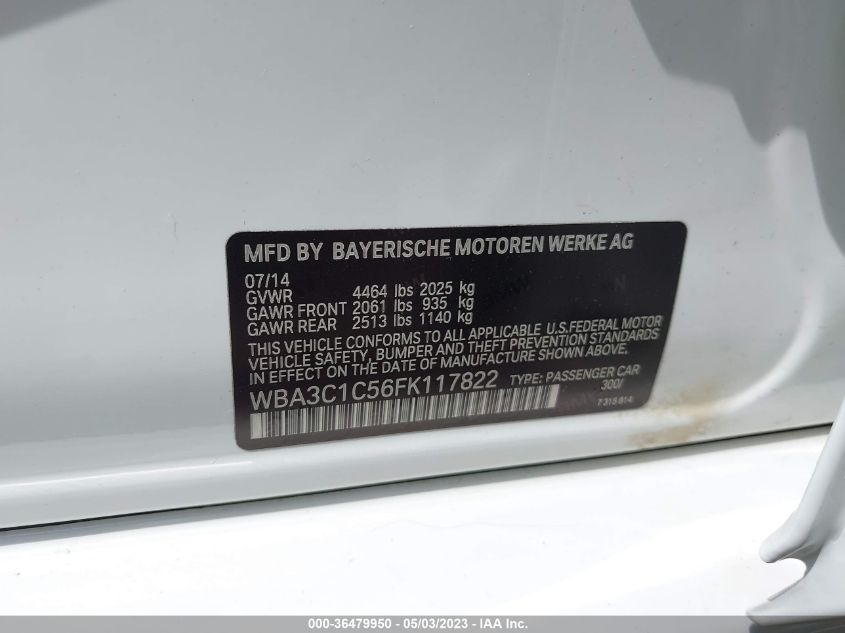 MFD BY BAYERISCHE MOTOREN WERKE AG
07/14
GVWR 4464 lbs 2025 kg
GAWR FRONT 2061 lbs 935 kg
GAWR REAR 2513 lbs 1140 kg
THIS VEHICLE CONFORMS TO ALL APPLICABLE U.S.FEDERAL MOTOR
VEHICLE SAFETY, BUMPER AND THEFT PREVENTION STANDARDS
IN EFFECT ON THE DATE OF MANUFACTURE SHOWN ABOVE.
WBA3C1C56FK117822 TYPE: PASSENGER CAR
300/
7 315 814
000-36479950 - 05/03/2023 - IAA Inc.